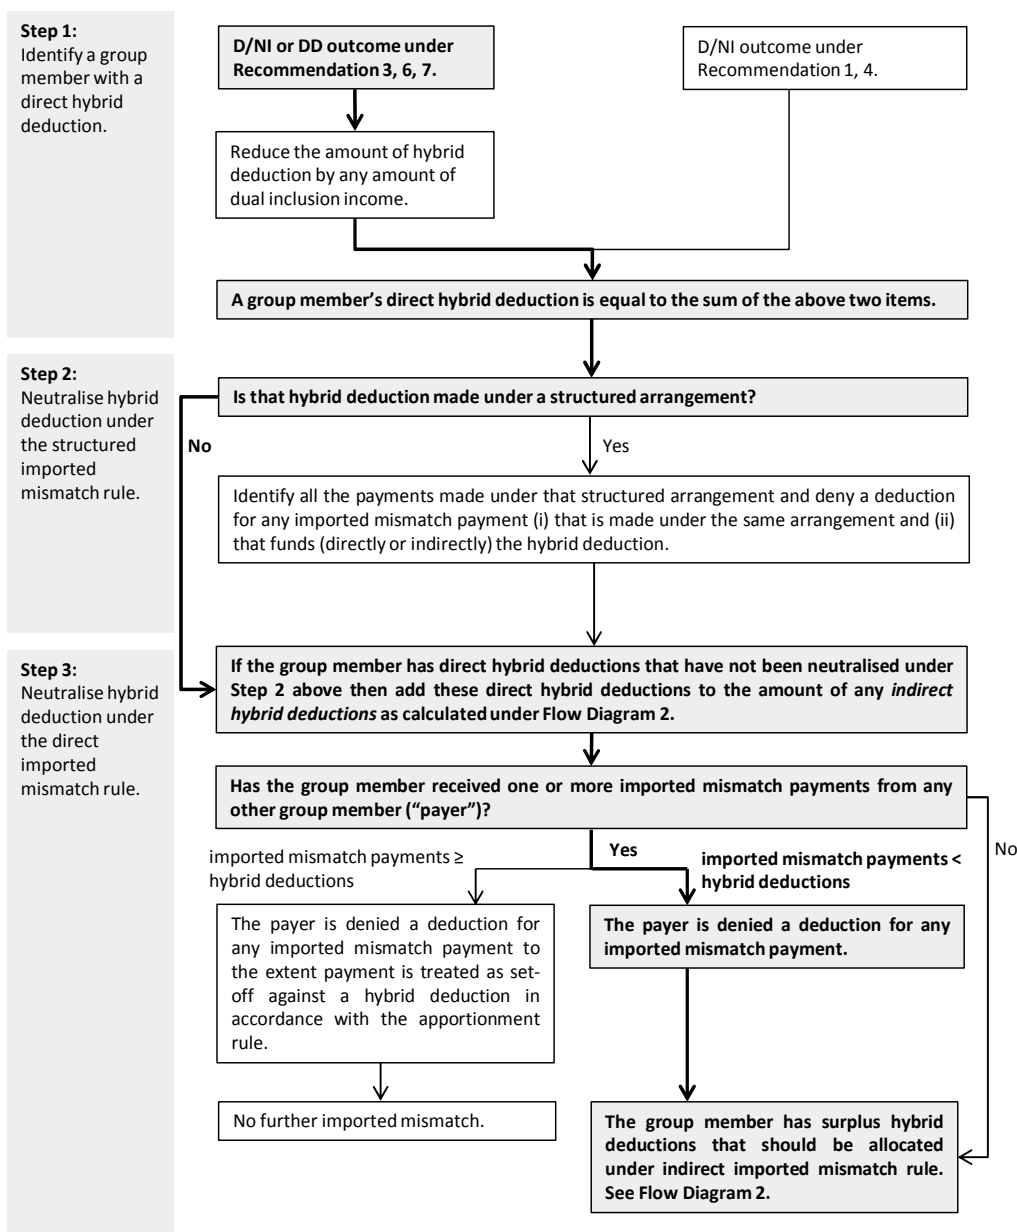 Step 1:
Identify a group
member with a
direct hybrid
deduction.
D/NI or DD outcome under
Recommendation 3, 6, 7.
D/NI outcome under
Recommendation 1, 4.
Reduce the amount of hybrid
deduction by any amount of
dual inclusion income.
A group member’s direct hybrid deduction is equal to the sum of the above two items.
Step 2:
Neutralise hybrid
deduction under
the structured
imported
mismatch rule.
Is that hybrid deduction made under a structured arrangement?
No
Yes
Identify all the payments made under that structured arrangement and deny a deduction
for any imported mismatch payment (i) that is made under the same arrangement and (ii)
that funds (directly or indirectly) the hybrid deduction.
Step 3:
Neutralise hybrid
deduction under
the direct
imported
mismatch rule.
If the group member has direct hybrid deductions that have not been neutralised under
Step 2 above then add these direct hybrid deductions to the amount of any indirect
hybrid deductions as calculated under Flow Diagram 2.
Has the group member received one or more imported mismatch payments from any
other group member (“payer”)?
No
Yes
imported mismatch payments ≥
hybrid deductions
imported mismatch payments <
hybrid deductions
The payer is denied a deduction for
any imported mismatch payment to
the extent payment is treated as set-
off against a hybrid deduction in
accordance with the apportionment
rule.
The payer is denied a deduction for any
imported mismatch payment.
No further imported mismatch.
The group member has surplus hybrid
deductions that should be allocated
under indirect imported mismatch rule.
See Flow Diagram 2.